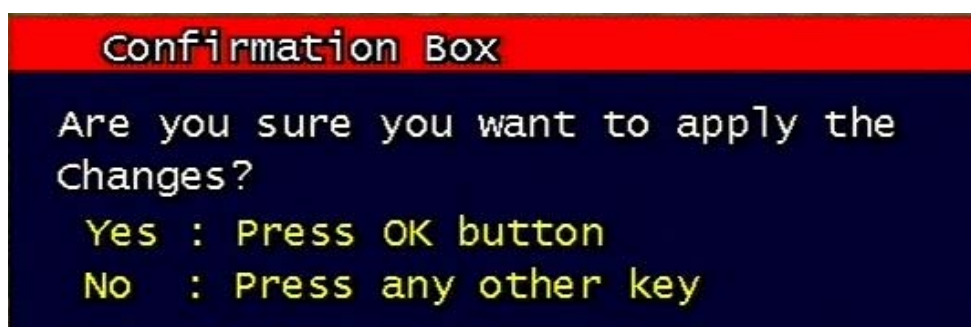 Confirmation Box
Are you sure you want to apply the
Changes?
Yes : Press OK button
No : Press any other key